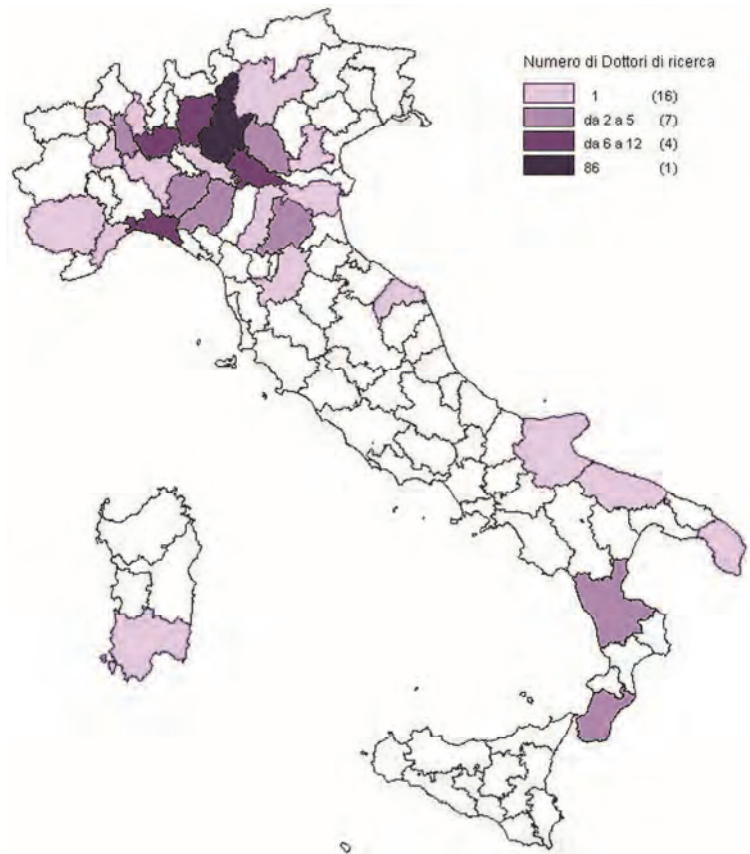 Numero di Dottori di ricerca
1 (16)
da 2 a 5 (7)
da 6 a 12 (4)
86 (1)